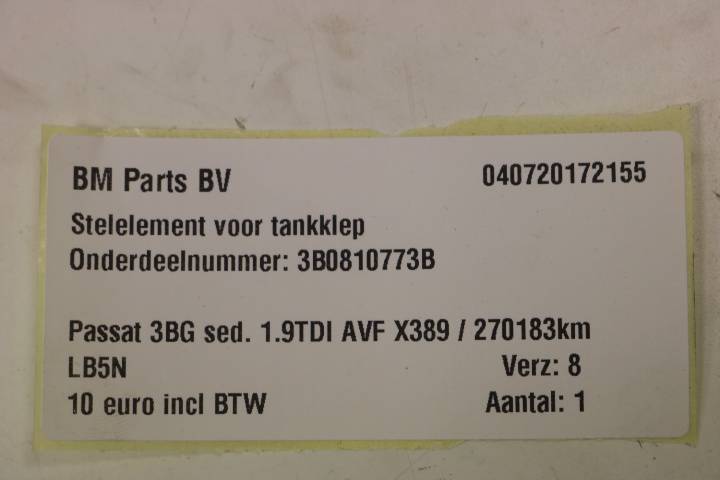 BM Parts BV 040720172155
Stelelement voor tankklep
Onderdeelnummer: 3B0810773B
Passat 3BG sed. 1.9TDI AVF X389 / 270183km
LB5N Verz: 8
10 euro incl BTW Aantal: 1